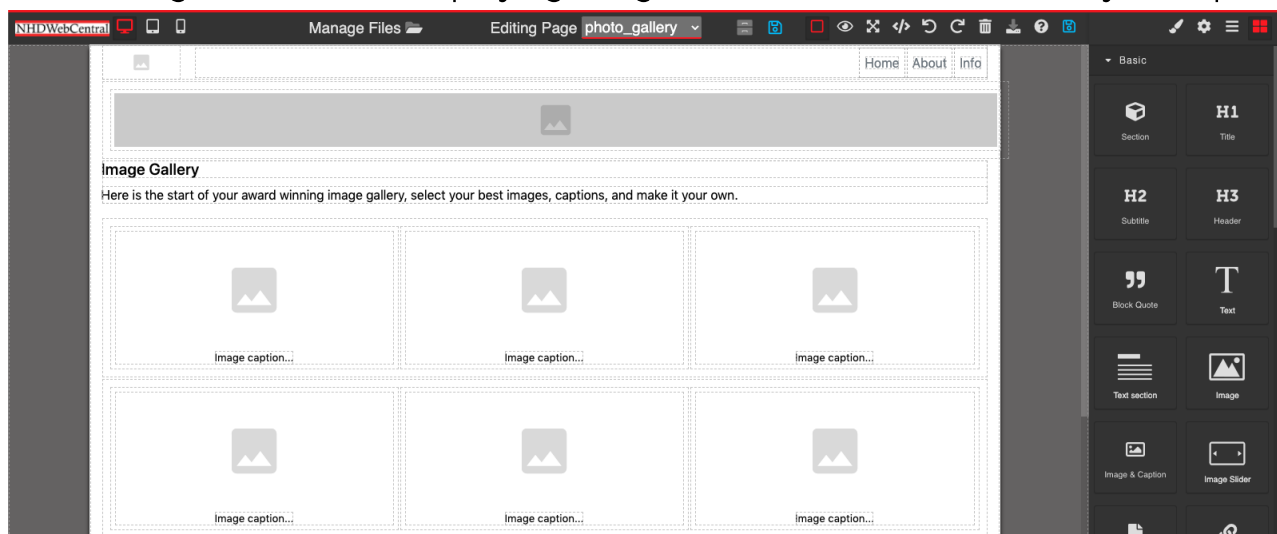 NHDWebCentral Manage Files Editing Page photo_gallery
Home About Info
Image Gallery
Here is the start of your award winning image gallery, select your best images, captions, and make it your own.
Image caption... Image caption... Image caption...
Image caption... Image caption... Image caption...
Basic
Section
H1
Title
H2
Subtitle
H3
Header
Block Quote
T
Text
Text section
Image
Image & Caption
Image Slider